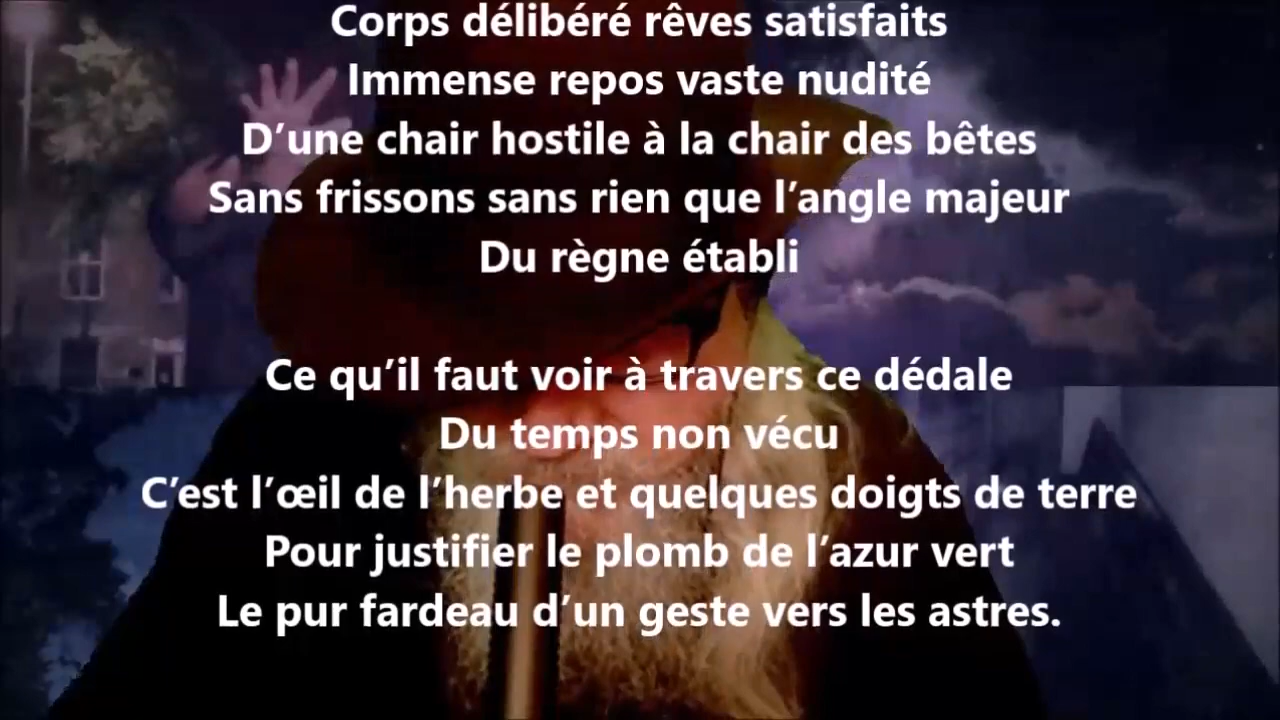 Corps délibéré rêves satisfaits
Immense repos vaste nudité
D’une chair hostile à la chair des bêtes
Sans frissons sans rien que l’angle majeur
Du règne établi
Ce qu’il faut voir à travers ce dédale
Du temps non vécu
C’est l’œil de l’herbe et quelques doigts de terre
Pour justifier le plomb de l’azur vert
Le pur fardeau d’un geste vers les astres.